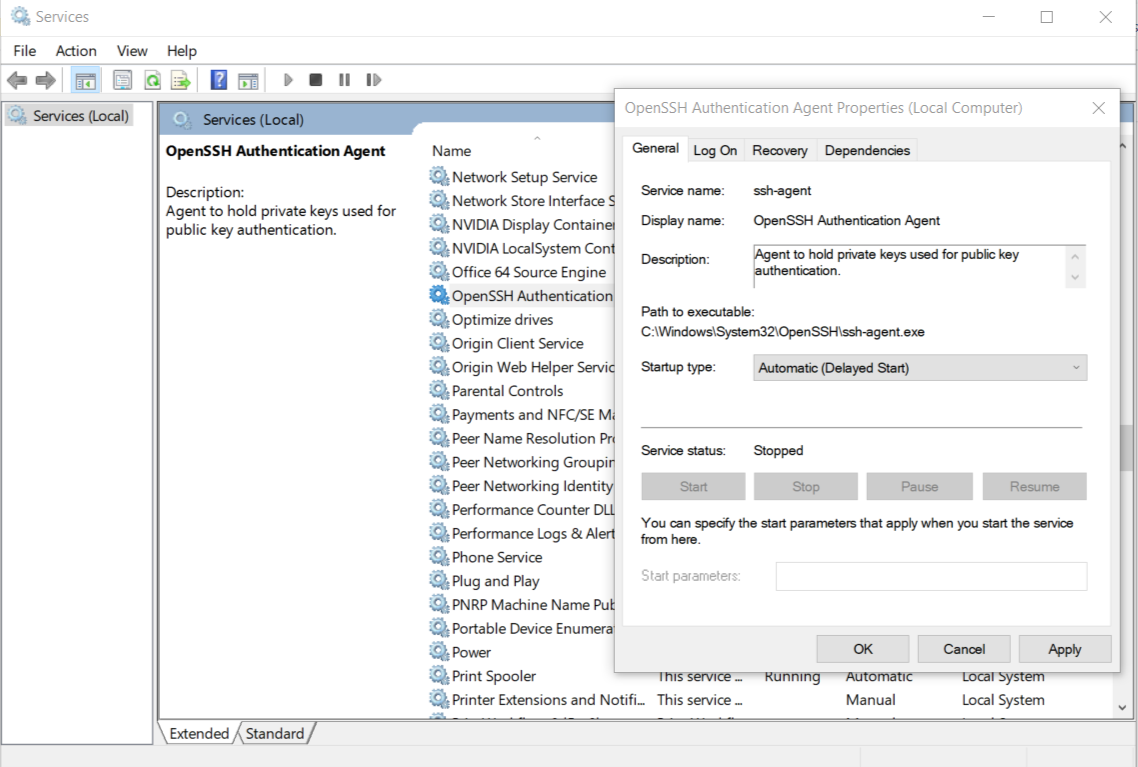 Services
File Action View Help
Services (Local)
Services (Local)
OpenSSH Authentication Agent
Description:
Agent to hold private keys used for
public key authentication.
Name
Network Setup Service
Network Store Interface S
NVIDIA Display Container
NVIDIA LocalSystem Cont
Office 64 Source Engine
OpenSSH Authentication
Optimize drives
Origin Client Service
Origin Web Helper Servic
Parental Controls
Payments and NFC/SE Ma
Peer Name Resolution Pro
Peer Networking Groupin
Peer Networking Identity
Performance Counter DLL
Performance Logs & Alert
Phone Service
Plug and Play
PNRP Machine Name Pub
Portable Device Enumera
Power
Print Spooler This service ... Running Automatic Local System
Printer Extensions and Notifi... This service ... Manual Local System
Extended Standard
OpenSSH Authentication Agent Properties (Local Computer)
General Log On Recovery Dependencies
Service name: ssh-agent
Display name: OpenSSH Authentication Agent
Description: Agent to hold private keys used for public key
authentication.
Path to executable:
C:\Windows\System32\OpenSSH\ssh-agent.exe
Startup type: Automatic (Delayed Start)
Service status: Stopped
Start Stop Pause Resume
You can specify the start parameters that apply when you start the service
from here.
Start parameters:
OK Cancel Apply